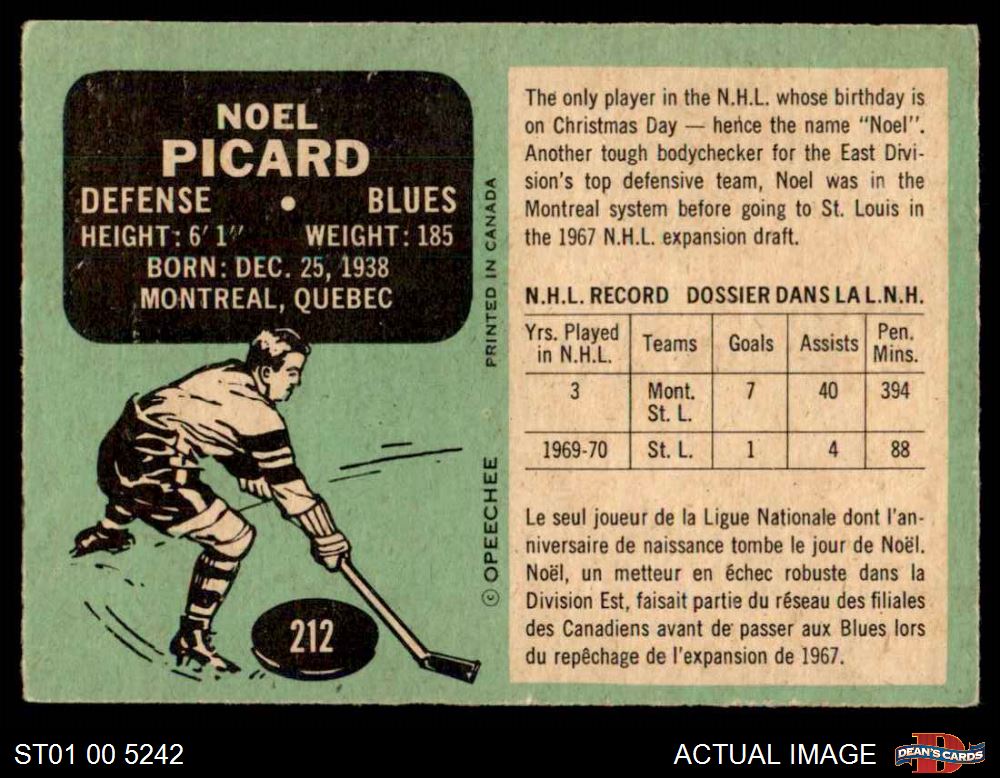 NOEL
PICARD
DEFENSE • BLUES
HEIGHT: 6' 1" WEIGHT: 185
BORN: DEC. 25, 1938
MONTREAL, QUEBEC
212
© OPEECHEE PRINTED IN CANADA
The only player in the N.H.L. whose birthday is
on Christmas Day — hence the name "Noel".
Another tough bodychecker for the East Divi-
sion's top defensive team, Noel was in the
Montreal system before going to St. Louis in
the 1967 N.H.L. expansion draft.
N.H.L. RECORD DOSSIER DANS LA L.N.H.
Yrs. Played in N.H.L. Teams Goals Assists Pen. Mins.
3 Mont. St. L. 7 40 394
1969-70 St. L. 1 4 88
Le seul joueur de la Ligue Nationale dont l'an-
niversaire de naissance tombe le jour de Noël.
Noël, un metteur en échec robuste dans la
Division Est, faisait partie du réseau des filiales
des Canadiens avant de passer aux Blues lors
du repêchage de l'expansion de 1967.
ST01 00 5242
ACTUAL IMAGE
DEAN'S CARDS